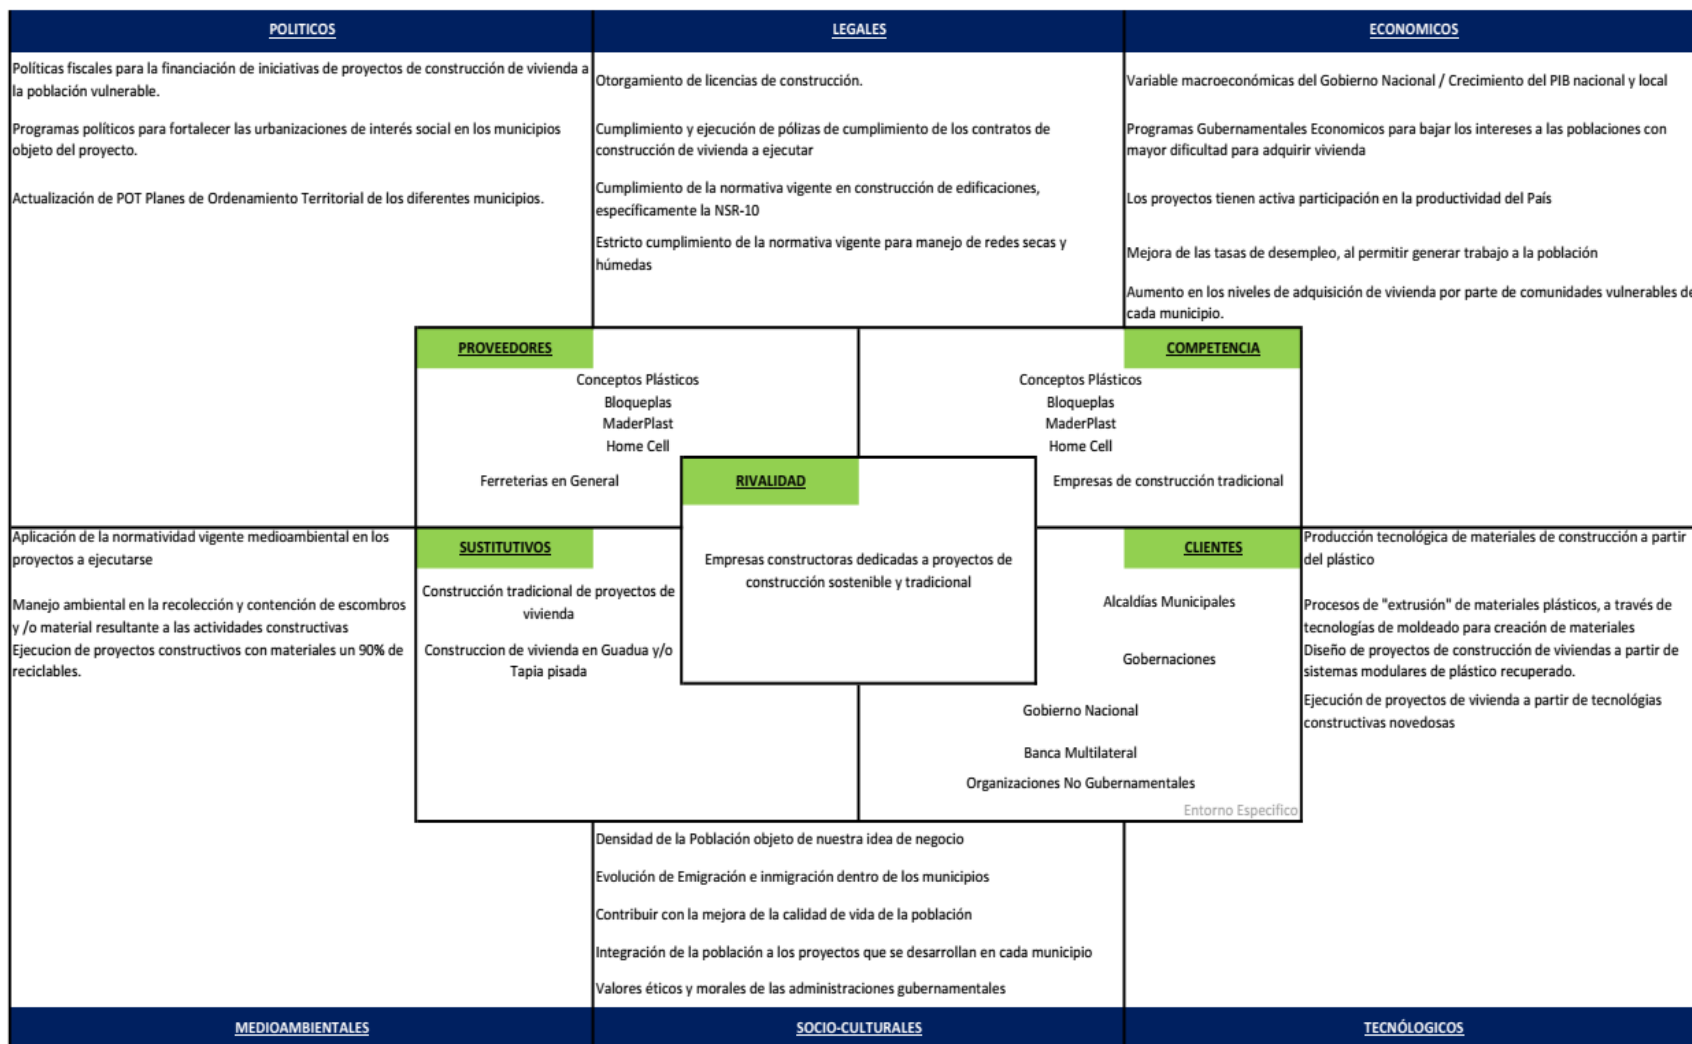 POLITICOS
Políticas fiscales para la financiación de iniciativas de proyectos de construcción de vivienda a
la población vulnerable.
Programas políticos para fortalecer las urbanizaciones de interés social en los municipios
objeto del proyecto.
Actualización de POT Planes de Ordenamiento Territorial de los diferentes municipios.
LEGALES
Otorgamiento de licencias de construcción.
Cumplimiento y ejecución de pólizas de cumplimiento de los contratos de
construcción de vivienda a ejecutar
Cumplimiento de la normativa vigente en construcción de edificaciones,
específicamente la NSR-10
Estricto cumplimiento de la normativa vigente para manejo de redes secas y
húmedas
ECONOMICOS
Variable macroeconómicas del Gobierno Nacional / Crecimiento del PIB nacional y local
Programas Gubernamentales Economicos para bajar los intereses a las poblaciones con
mayor dificultad para adquirir vivienda
Los proyectos tienen activa participación en la productividad del País
Mejora de las tasas de desempleo, al permitir generar trabajo a la población
Aumento en los niveles de adquisición de vivienda por parte de comunidades vulnerables de
cada municipio.
PROVEEDORES
Conceptos Plásticos
Bloqueplas
MaderPlast
Home Cell
Ferreterias en General
COMPETENCIA
Conceptos Plásticos
Bloqueplas
MaderPlast
Home Cell
Empresas de construcción tradicional
RIVALIDAD
Empresas constructoras dedicadas a proyectos de
construcción sostenible y tradicional
SUSTITUTIVOS
Construcción tradicional de proyectos de
vivienda
Construccion de vivienda en Guadua y/o
Tapia pisada
CLIENTES
Alcaldías Municipales
Gobernaciones
Gobierno Nacional
Banca Multilateral
Organizaciones No Gubernamentales
Entorno Especifico
Aplicación de la normatividad vigente medioambiental en los
proyectos a ejecutarse
Manejo ambiental en la recolección y contención de escombros
y /o material resultante a las actividades constructivas
Ejecucion de proyectos constructivos con materiales un 90% de
reciclables.
MEDIOAMBIENTALES
Densidad de la Población objeto de nuestra idea de negocio
Evolución de Emigración e inmigración dentro de los municipios
Contribuir con la mejora de la calidad de vida de la población
Integración de la población a los proyectos que se desarrollan en cada municipio
Valores éticos y morales de las administraciones gubernamentales
SOCIO-CULTURALES
Producción tecnológica de materiales de construcción a partir
del plástico
Procesos de "extrusión" de materiales plásticos, a través de
tecnologías de moldeado para creación de materiales
Diseño de proyectos de construcción de viviendas a partir de
sistemas modulares de plástico recuperado.
Ejecución de proyectos de vivienda a partir de tecnológias
constructivas novedosas
TECNÓLOGICOS